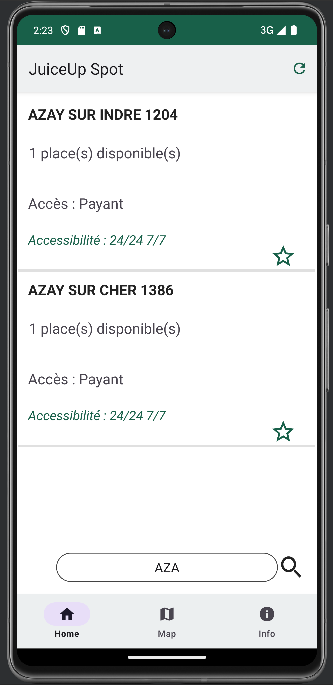 2:23
3G
JuiceUp Spot
AZAY SUR INDRE 1204
1 place(s) disponible(s)
Accès : Payant
Accessibilité : 24/24 7/7
AZAY SUR CHER 1386
1 place(s) disponible(s)
Accès : Payant
Accessibilité : 24/24 7/7
AZA
Home
Map
Info